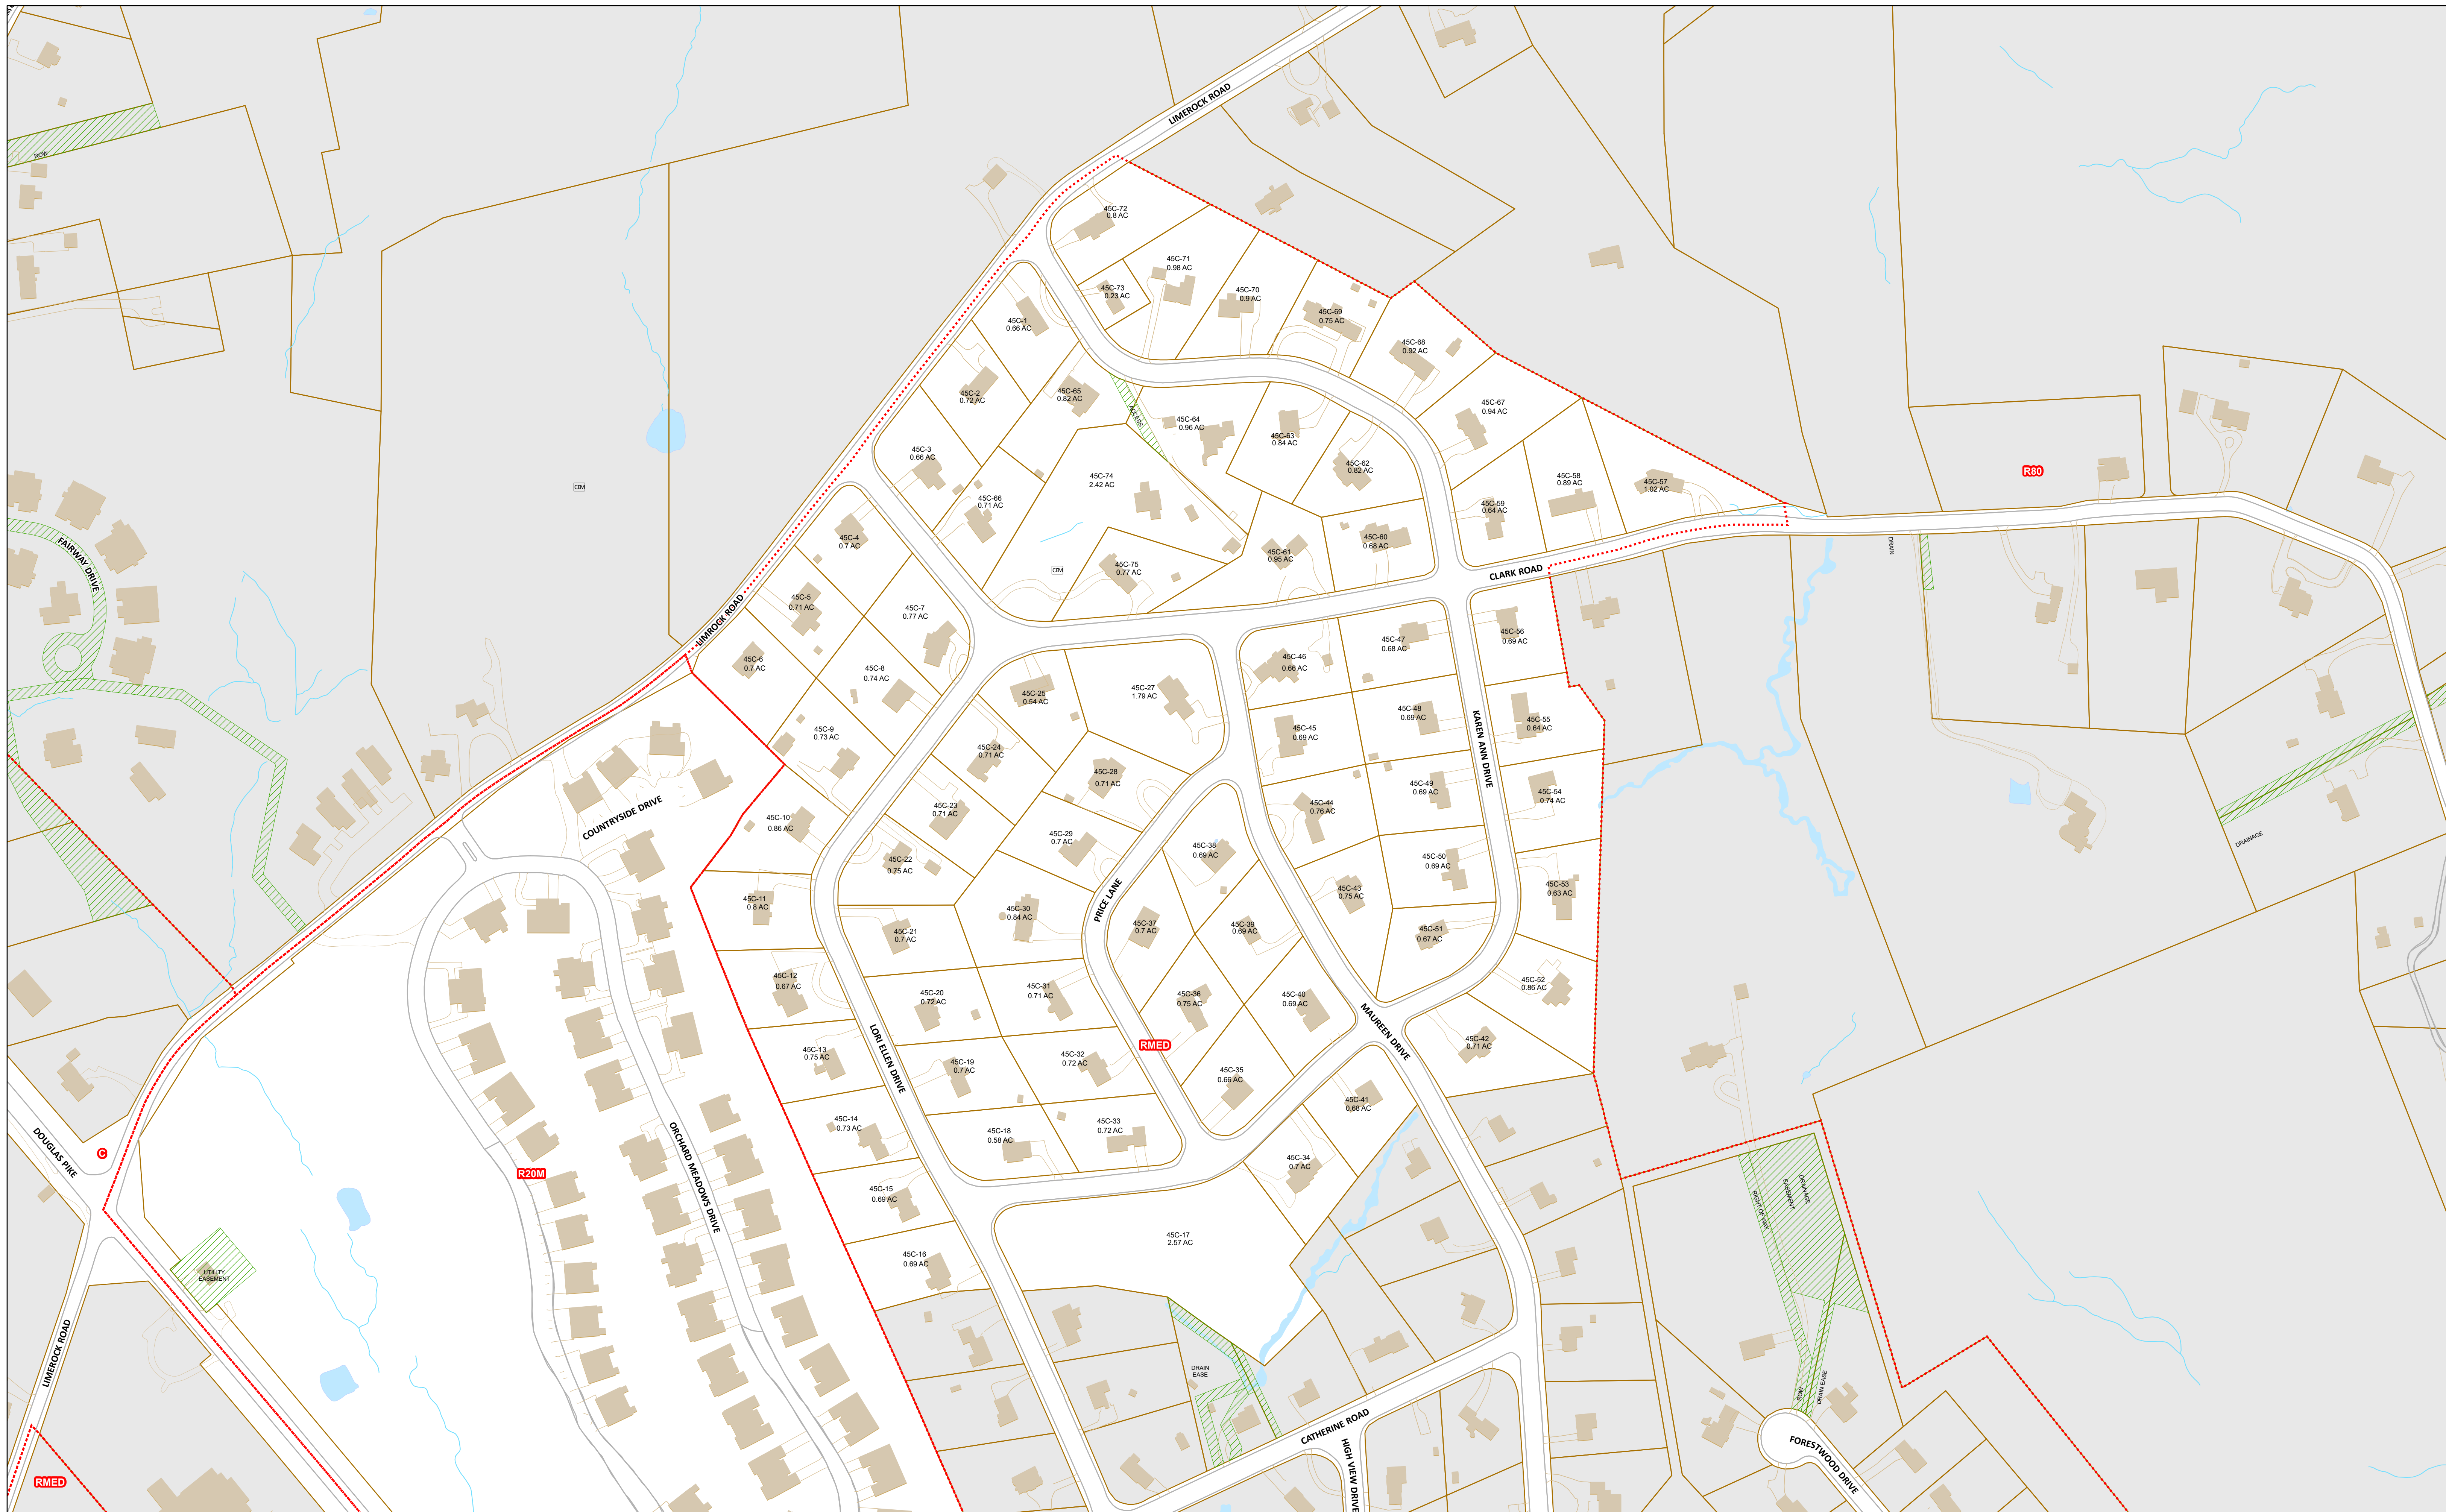 LIMEROCK ROAD
ROW
45C-72
0.8 AC
45C-71
0.98 AC
45C-73
0.23 AC
45C-70
0.9 AC
45C-69
0.75 AC
45C-1
0.66 AC
45C-68
0.92 AC
45C-2
0.72 AC
45C-65
0.82 AC
ACCESS
45C-64
0.96 AC
45C-67
0.94 AC
45C-63
0.84 AC
45C-3
0.66 AC
45C-62
0.82 AC
45C-74
2.42 AC
45C-58
0.89 AC
45C-57
1.02 AC
R80
CIM
45C-66
0.71 AC
45C-59
0.64 AC
45C-4
0.7 AC
45C-61
0.95 AC
45C-60
0.68 AC
DRAIN
FAIRWAY DRIVE
CIM
45C-75
0.77 AC
CLARK ROAD
45C-5
0.71 AC
45C-7
0.77 AC
LIMROCK ROAD
45C-56
0.69 AC
45C-47
0.68 AC
45C-6
0.7 AC
45C-8
0.74 AC
45C-46
0.66 AC
45C-25
0.54 AC
45C-27
1.79 AC
45C-48
0.69 AC
KAREN ANN DRIVE
45C-55
0.64 AC
45C-9
0.73 AC
45C-45
0.69 AC
45C-24
0.71 AC
45C-28
0.71 AC
45C-49
0.69 AC
45C-54
0.74 AC
COUNTRYSIDE DRIVE
45C-10
0.86 AC
45C-23
0.71 AC
45C-44
0.76 AC
45C-29
0.7 AC
45C-38
0.69 AC
DRAINAGE
45C-22
0.75 AC
45C-50
0.69 AC
PRICE LANE
45C-11
0.8 AC
45C-43
0.75 AC
45C-53
0.63 AC
45C-30
0.84 AC
45C-37
0.7 AC
45C-39
0.69 AC
45C-21
0.7 AC
45C-51
0.67 AC
45C-12
0.67 AC
45C-20
0.72 AC
45C-31
0.71 AC
45C-36
0.75 AC
45C-40
0.69 AC
45C-52
0.86 AC
MAUREEN DRIVE
45C-42
0.71 AC
RMED
45C-13
0.75 AC
LORI ELLEN DRIVE
45C-19
0.7 AC
45C-32
0.72 AC
45C-35
0.66 AC
45C-41
0.68 AC
45C-14
0.73 AC
45C-18
0.58 AC
45C-33
0.72 AC
DOUGLAS PIKE
C
R20M
ORCHARD MEADOWS DRIVE
45C-34
0.7 AC
45C-15
0.69 AC
RIGHT OF WAY
DRAINAGE
EASEMENT
45C-17
2.57 AC
45C-16
0.69 AC
UTILITY
EASEMENT
LIMEROCK ROAD
DRAIN
EASE
ROW
DRAIN EASE
CATHERINE ROAD
HIGH VIEW DRIVE
FORESTWOOD DRIVE
RMED